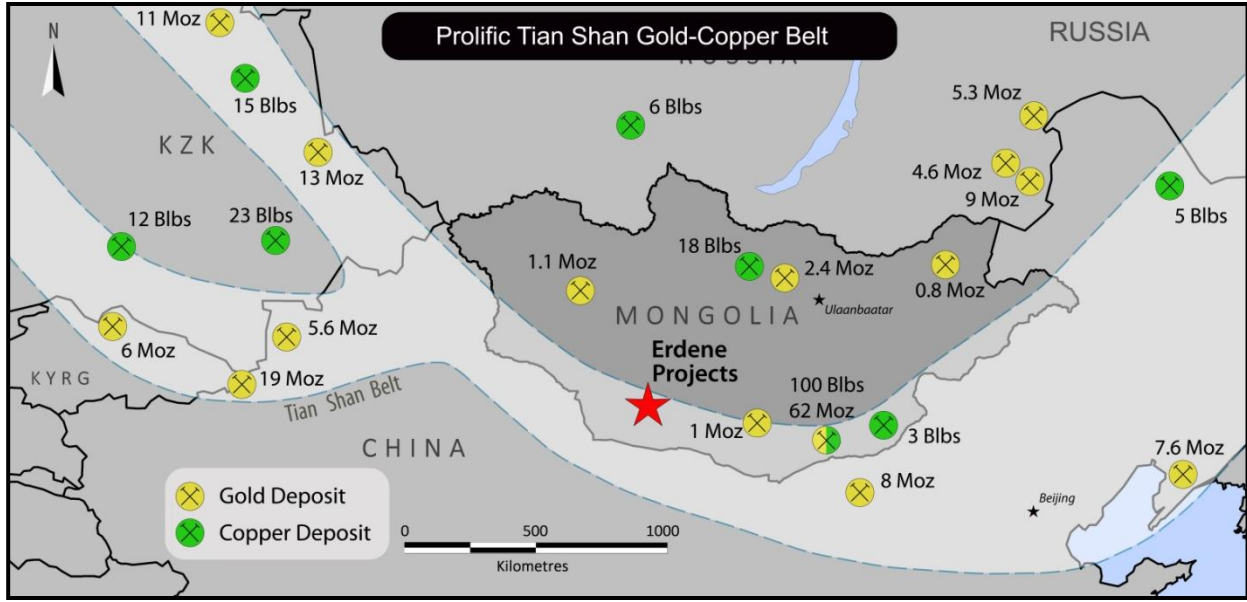 Prolific Tian Shan Gold-Copper Belt
N
RUSSIA
RUSSIA
11 Moz
15 Blbs
KZK
13 Moz
6 Blbs
5.3 Moz
4.6 Moz
9 Moz
5 Blbs
12 Blbs
23 Blbs
18 Blbs
2.4 Moz
1.1 Moz
0.8 Moz
MONGOLIA
Ulaanbaatar
6 Moz
5.6 Moz
KYRG
19 Moz
Tian Shan Belt
Erdene
Projects
100 Blbs
62 Moz
1 Moz
3 Blbs
CHINA
8 Moz
7.6 Moz
Beijing
Gold Deposit
Copper Deposit
0 500 1000
Kilometres